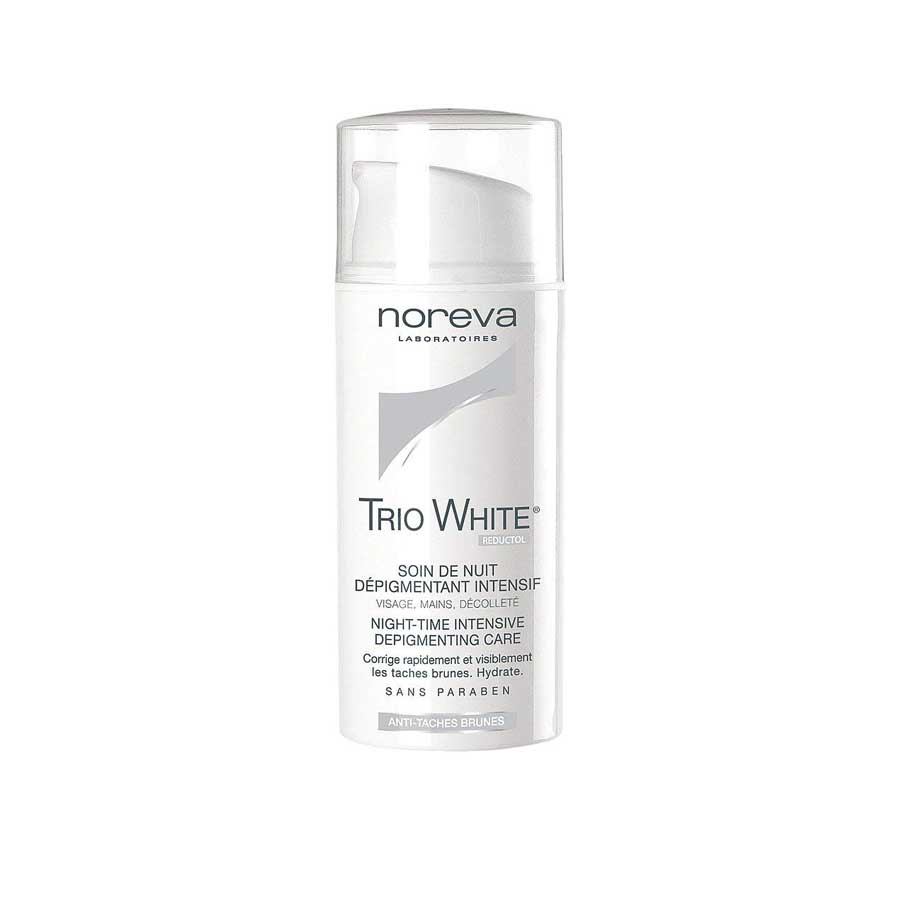 noreva
LABORATOIRES
TRIO WHITE®
REDUCTOL
SOIN DE NUIT
DÉPIGMENTANT INTENSIF
VISAGE, MAINS, DÉCOLLETÉ
NIGHT-TIME INTENSIVE
DEPIGMENTING CARE
Corrige rapidement et visiblement
les taches brunes. Hydrate.
SANS PARABEN
ANTI-TACHES BRUNES